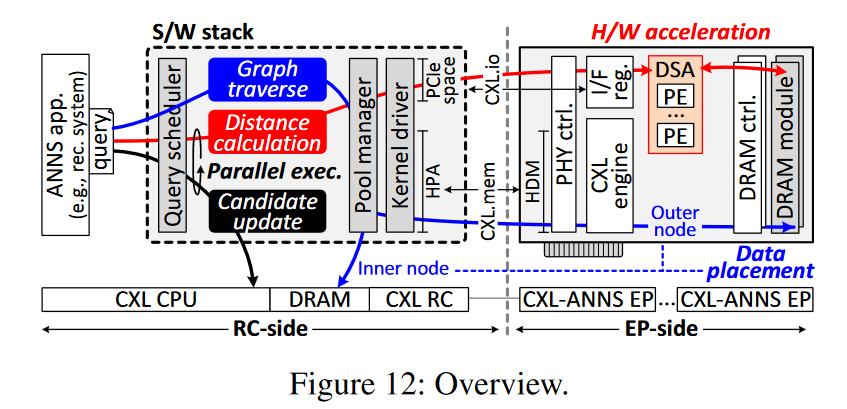 S/W stack
H/W acceleration
ANNS app.
(e.g., rec. system)
query
Query scheduler
Graph
traverse
Distance
calculation
Parallel exec.
Candidate
update
Pool manager
Kernel driver
PCIe
space
HPA
CXL.io
CXL.mem
HDM
PHY ctrl.
I/F
reg.
CXL
engine
DSA
PE
...
PE
DRAM ctrl.
DRAM module
Outer
node
Inner node
Data
placement
CXL CPU
DRAM
CXL RC
CXL-ANNS EP
...
CXL-ANNS EP
RC-side
EP-side
Figure 12: Overview.